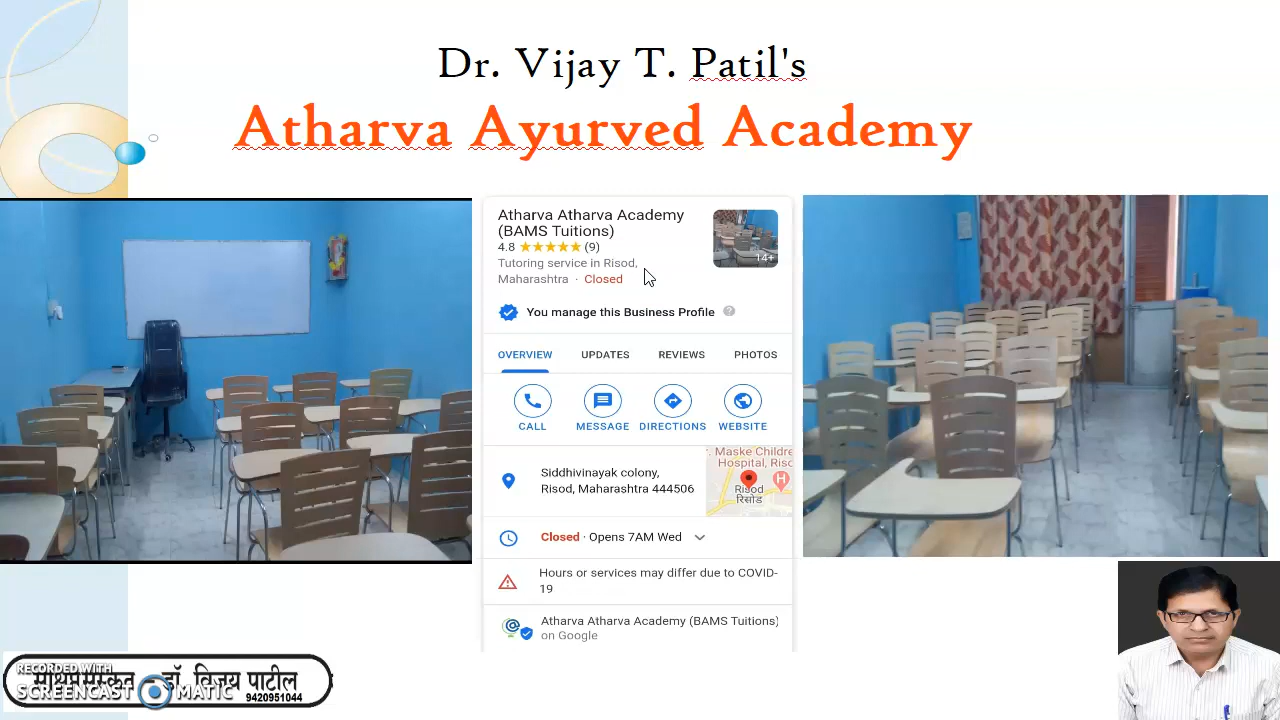 Dr. Vijay T. Patil's
Atharva Ayurved Academy
Atharva Atharva Academy
(BAMS Tuitions)
4.8 ★★★★★ (9)
Tutoring service in Risod,
Maharashtra · Closed
14+
You manage this Business Profile
OVERVIEW UPDATES REVIEWS PHOTOS
CALL MESSAGE DIRECTIONS WEBSITE
Siddhivinayak colony,
Risod, Maharashtra 444506
. Maske Childre
Hospital, Risc
H
Risod
रिसोड
Closed · Opens 7AM Wed
Hours or services may differ due to COVID-
19
Atharva Atharva Academy (BAMS Tuitions)
on Google
RECORDED WITH
SCREENCAST MATIC
डॉ. विजय पाटील
9420951044